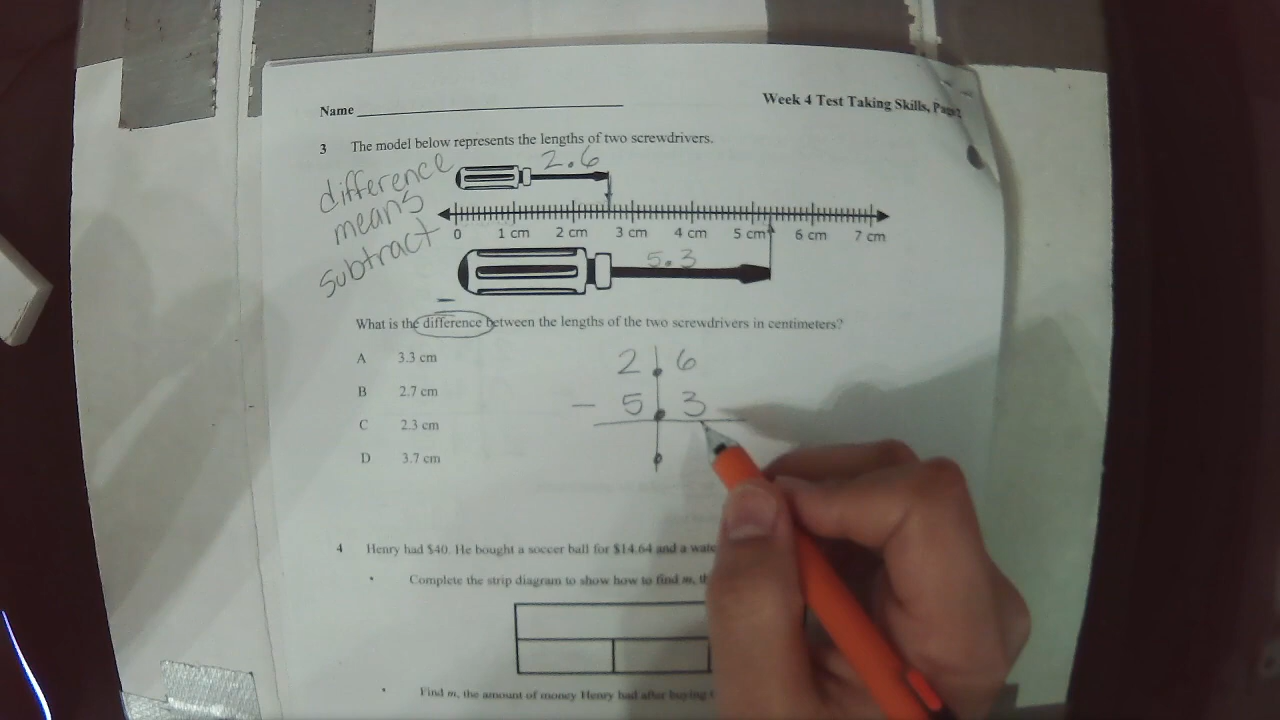 Name
Week 4 Test Taking Skills,
3 The model below represents the lengths of two screwdrivers.
difference
means
subtract
2.6
0 1 cm 2 cm 3 cm 4 cm 5 cm 6 cm 7 cm
5.3
What is the difference between the lengths of the two screwdrivers in centimeters?
A 3.3 cm
B 2.7 cm
C 2.3 cm
D 3.7 cm
2.6
- 5.3
.
4 Henry had $40. He bought a soccer ball for $14.64 and a
• Complete the strip diagram to show how to find m,
• Find m, the amount of money Henry had after buying